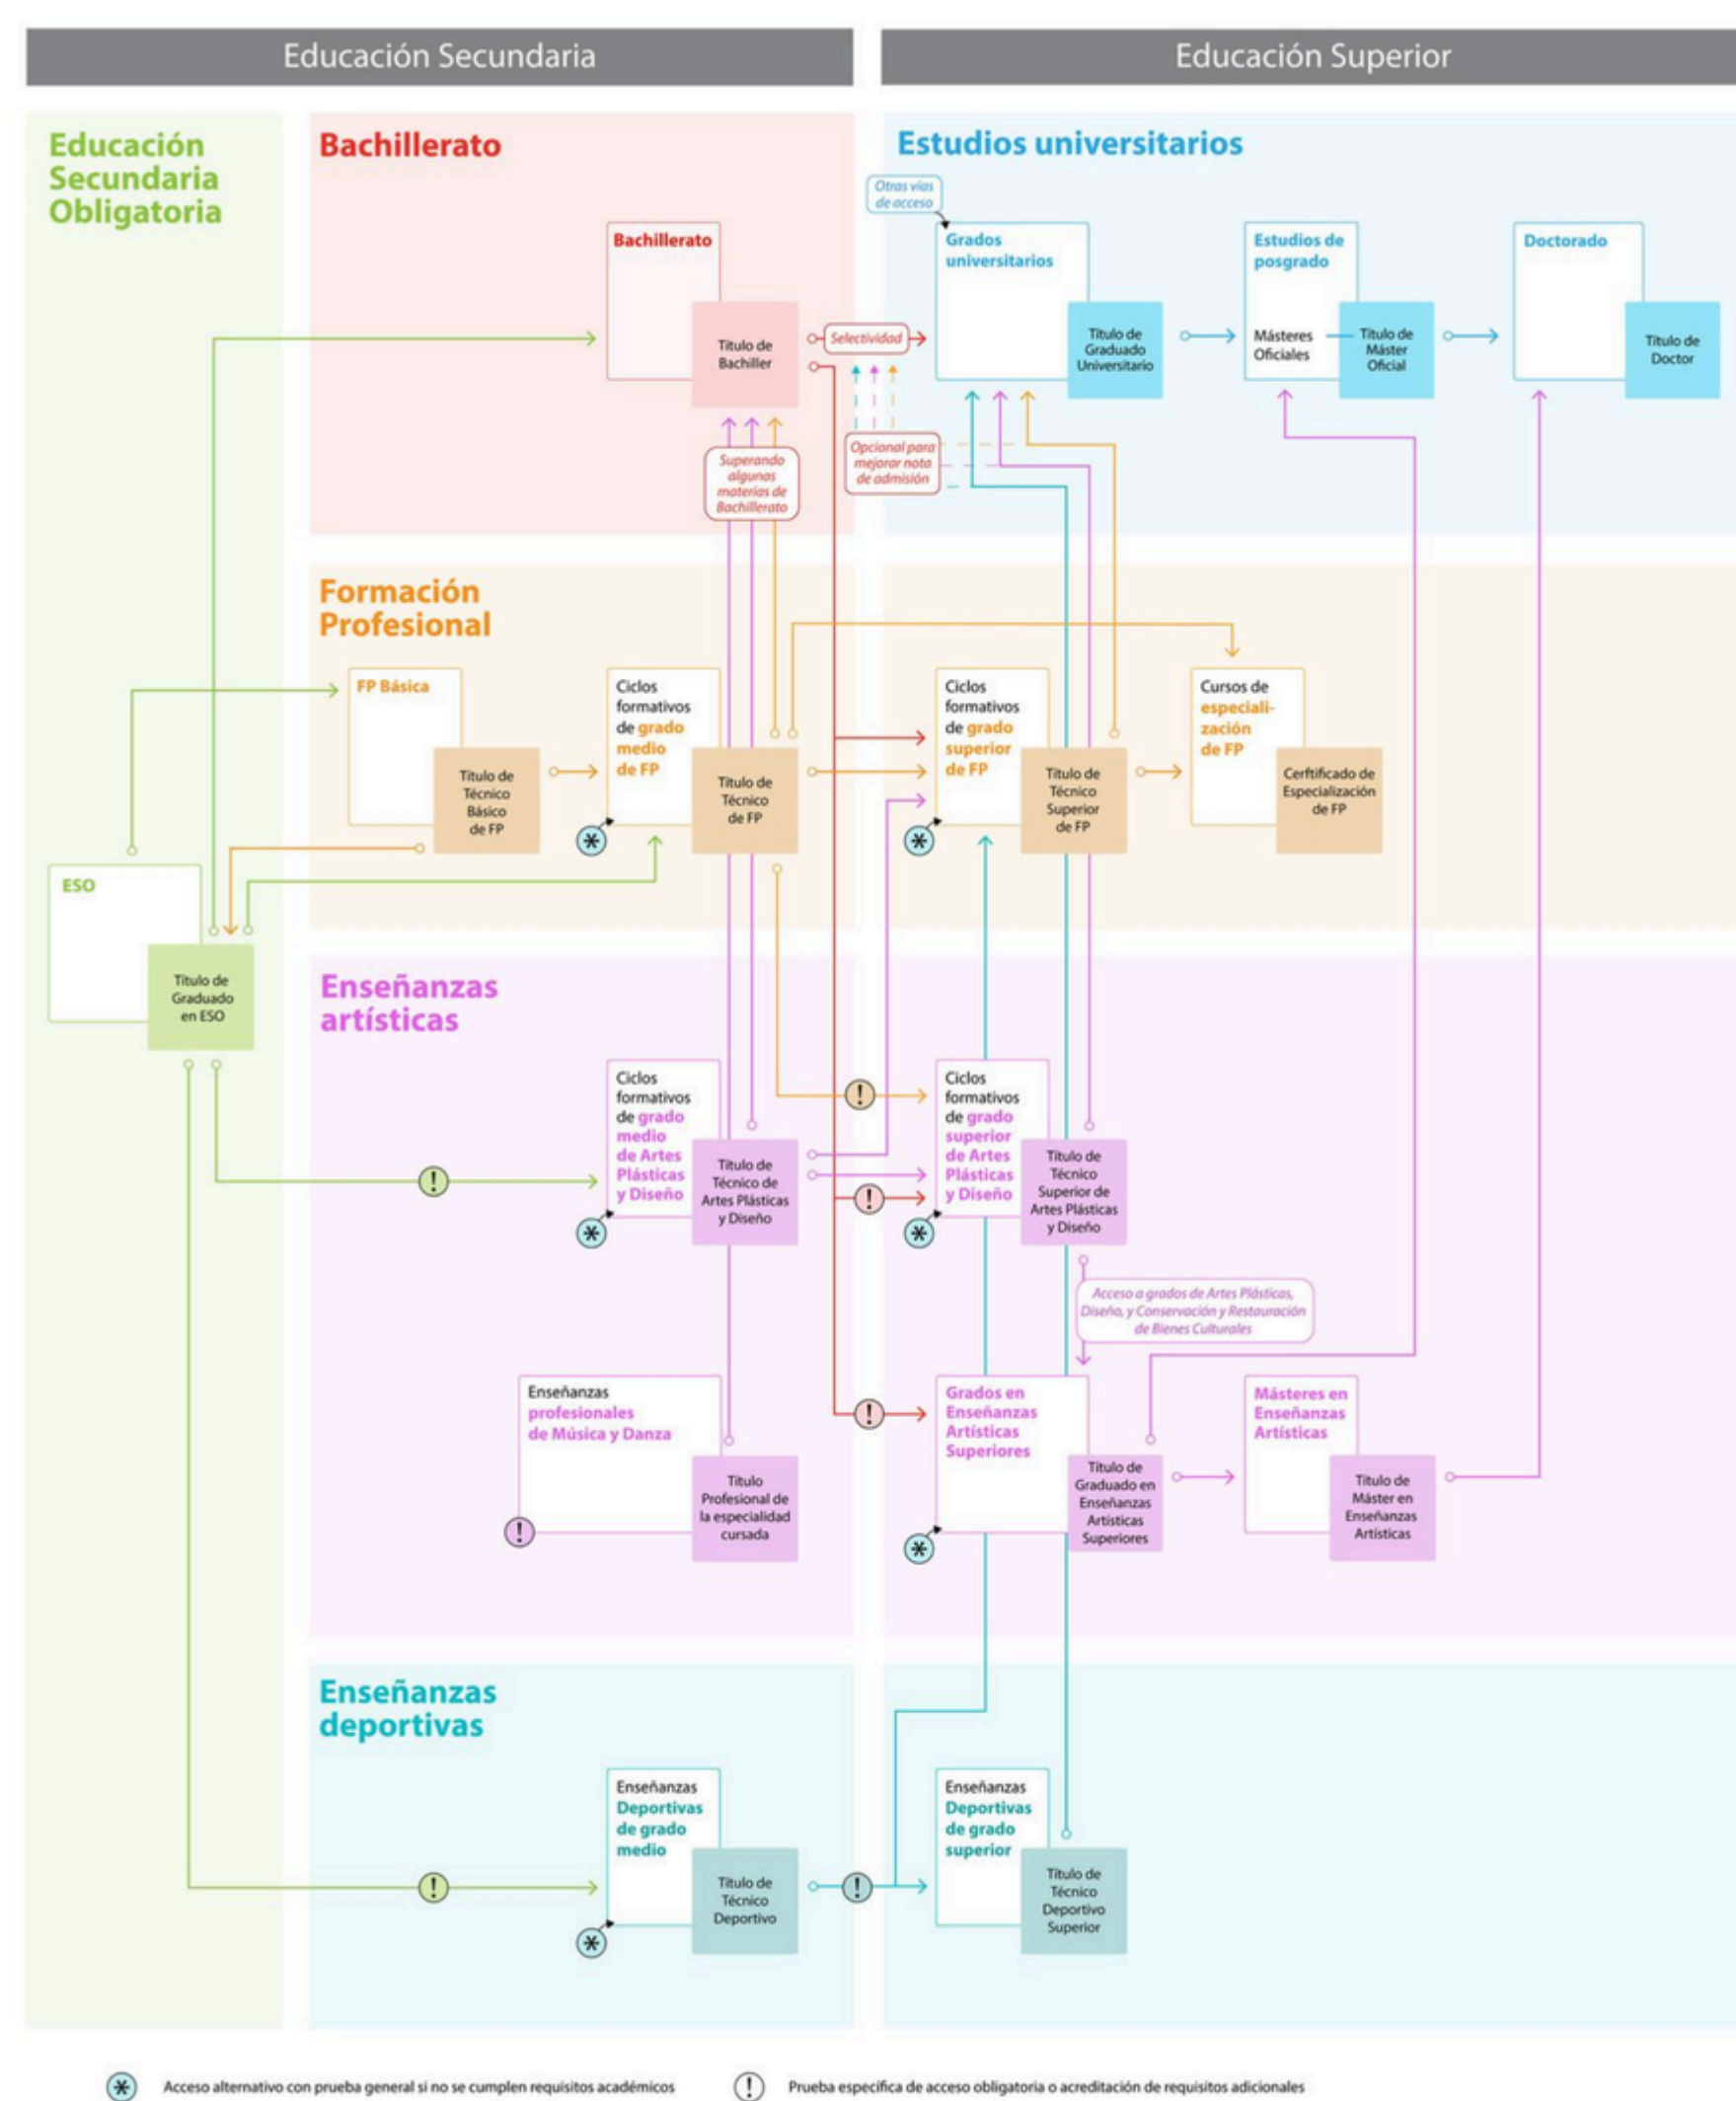 Educación Secundaria
Educación Superior
Educación
Secundaria
Obligatoria
Bachillerato
Estudios universitarios
Otras vías
de acceso
Bachillerato
Título de
Bachiller
Selectividad
Grados
universitarios
Título de
Graduado
Universitario
Estudios de
posgrado
Másteres
Oficiales
Título de
Máster
Oficial
Doctorado
Título de
Doctor
Superando
algunas
materias de
Bachillerato
Opcional para
mejorar nota
de admisión
Formación
Profesional
FP Básica
Título de
Técnico
Básico
de FP
Ciclos
formativos
de grado
medio
de FP
Título de
Técnico
de FP
Ciclos
formativos
de grado
superior
de FP
Título de
Técnico
Superior
de FP
Cursos de
especiali-
zación
de FP
Cerftificado de
Especialización
de FP
ESO
Título de
Graduado
en ESO
Enseñanzas
artísticas
Ciclos
formativos
de grado
medio
de Artes
Plásticas
y Diseño
Título de
Técnico de
Artes Plásticas
y Diseño
Ciclos
formativos
de grado
superior
de Artes
Plásticas
y Diseño
Título de
Técnico
Superior de
Artes Plásticas
y Diseño
Acceso a grados de Artes Plásticas,
Diseño, y Conservación y Restauración
de Bienes Culturales
Enseñanzas
profesionales
de Música y Danza
Título
Profesional de
la especialidad
cursada
Grados en
Enseñanzas
Artísticas
Superiores
Título de
Graduado en
Enseñanzas
Artísticas
Superiores
Másteres en
Enseñanzas
Artísticas
Título de
Máster en
Enseñanzas
Artísticas
Enseñanzas
deportivas
Enseñanzas
Deportivas
de grado
medio
Título de
Técnico
Deportivo
Enseñanzas
Deportivas
de grado
superior
Título de
Técnico
Deportivo
Superior
* Acceso alternativo con prueba general si no se cumplen requisitos académicos
! Prueba específica de acceso obligatoria o acreditación de requisitos adicionales